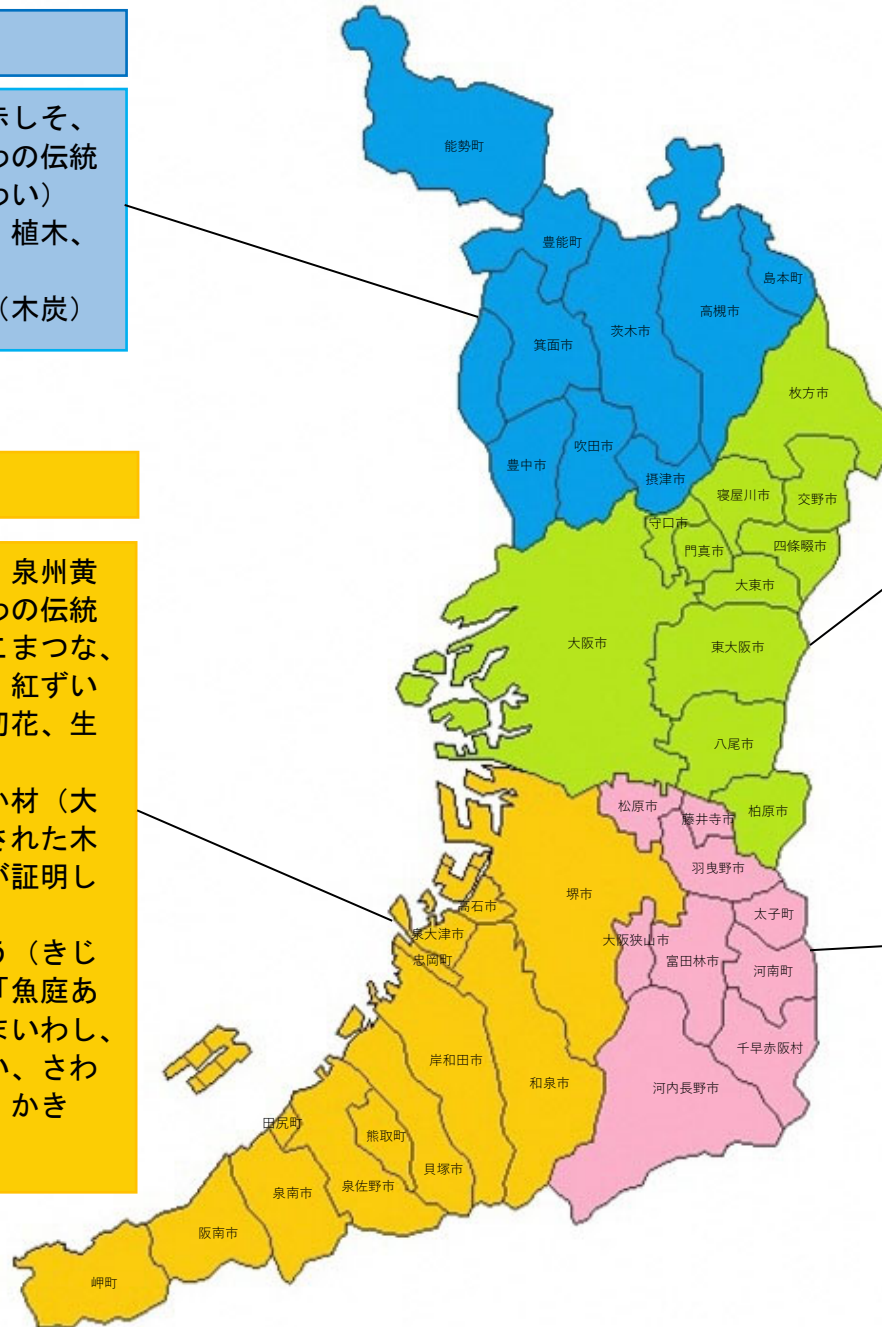 赤しそ、
わの伝統
わい）
植木、
（木炭）
泉州黄
わの伝統
こまつな、
紅ずい
切花、生
い材（大
された木
が証明し
う（きじ
「魚庭あ
まいわし、
い、さわ
かき
能勢町
豊能町
島本町
高槻市
茨木市
箕面市
枚方市
吹田市
豊中市
摂津市
寝屋川市
交野市
守口市
門真市
四條畷市
大東市
大阪市
東大阪市
八尾市
松原市
藤井寺市
柏原市
羽曳野市
堺市
高石市
太子町
泉大津市
大阪狭山市
忠岡町
富田林市
河南町
千早赤阪村
岸和田市
和泉市
河内長野市
田尻町
熊取町
貝塚市
泉佐野市
泉南市
阪南市
岬町